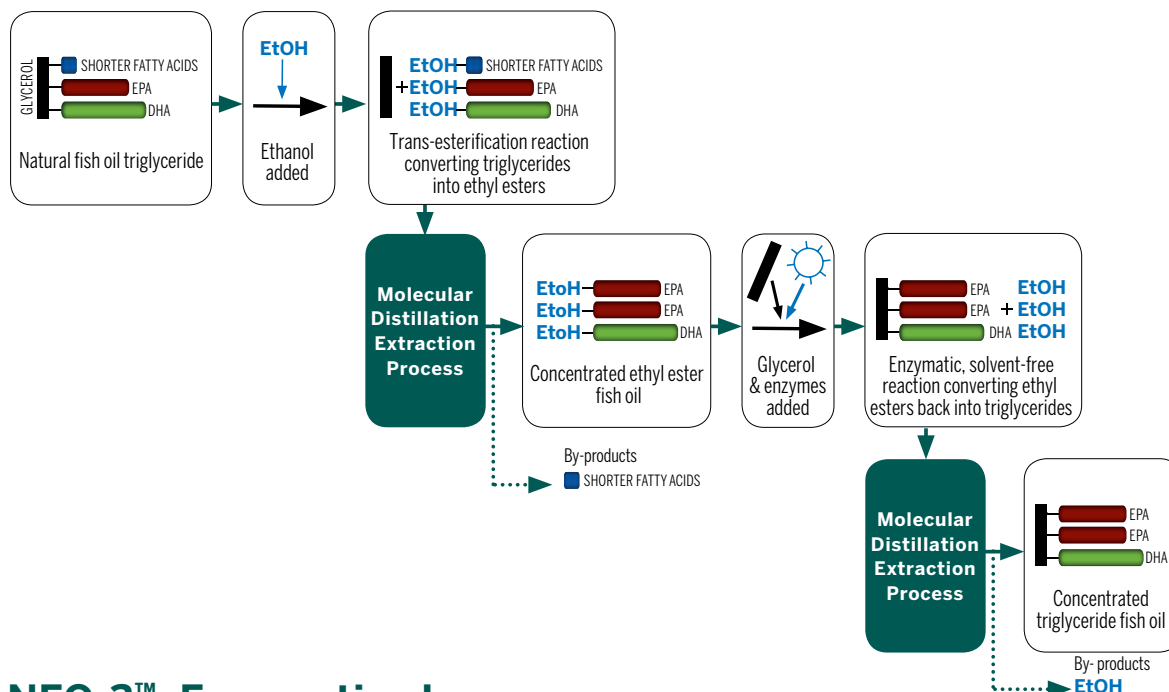 GLYCEROL
SHORTER FATTY ACIDS
EPA
DHA
Natural fish oil triglyceride
EtOH
Ethanol
added
EtOH SHORTER FATTY ACIDS
+EtOH EPA
EtOH DHA
Trans-esterification reaction
converting triglycerides
into ethyl esters
Molecular
Distillation
Extraction
Process
EtoH EPA
EtoH EPA
EtoH DHA
Concentrated ethyl ester
fish oil
By-products
SHORTER FATTY ACIDS
Glycerol
& enzymes
added
EPA EtOH
EPA + EtOH
DHA EtOH
Enzymatic, solvent-free
reaction converting ethyl
esters back into triglycerides
Molecular
Distillation
Extraction
Process
EPA
EPA
DHA
Concentrated
triglyceride fish oil
By- products
EtOH